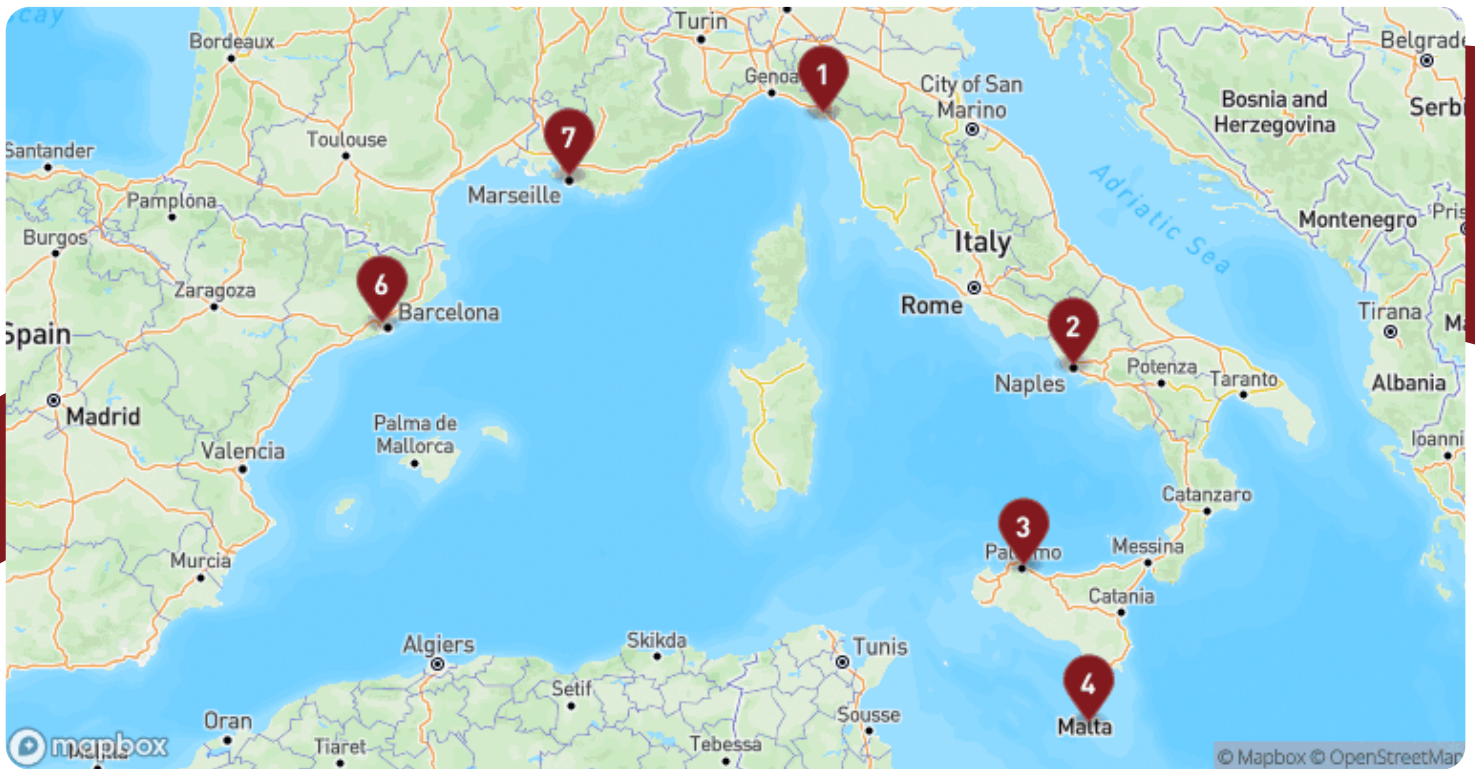 cay
Turin
Bordeaux
Belgrade
Genoa
1
City of San
Marino
Bosnia and
Herzegovina
Serbi
7
Toulouse
Santander
Marseille
Pamplona
Adriatic Sea
Montenegro
Pris
Burgos
Italy
6
Zaragoza
Rome
Barcelona
Tirana
2
Spain
Ma
Potenza
Naples
Taranto
Albania
Madrid
Palma de
Mallorca
Valencia
Ioanni
Catanzaro
3
Messina
Murcia
Catania
Algiers
Skikda
Tunis
4
Setif
Sousse
Malta
Oran
mapbox
Tiaret
Tebessa
© Mapbox © OpenStreetMap